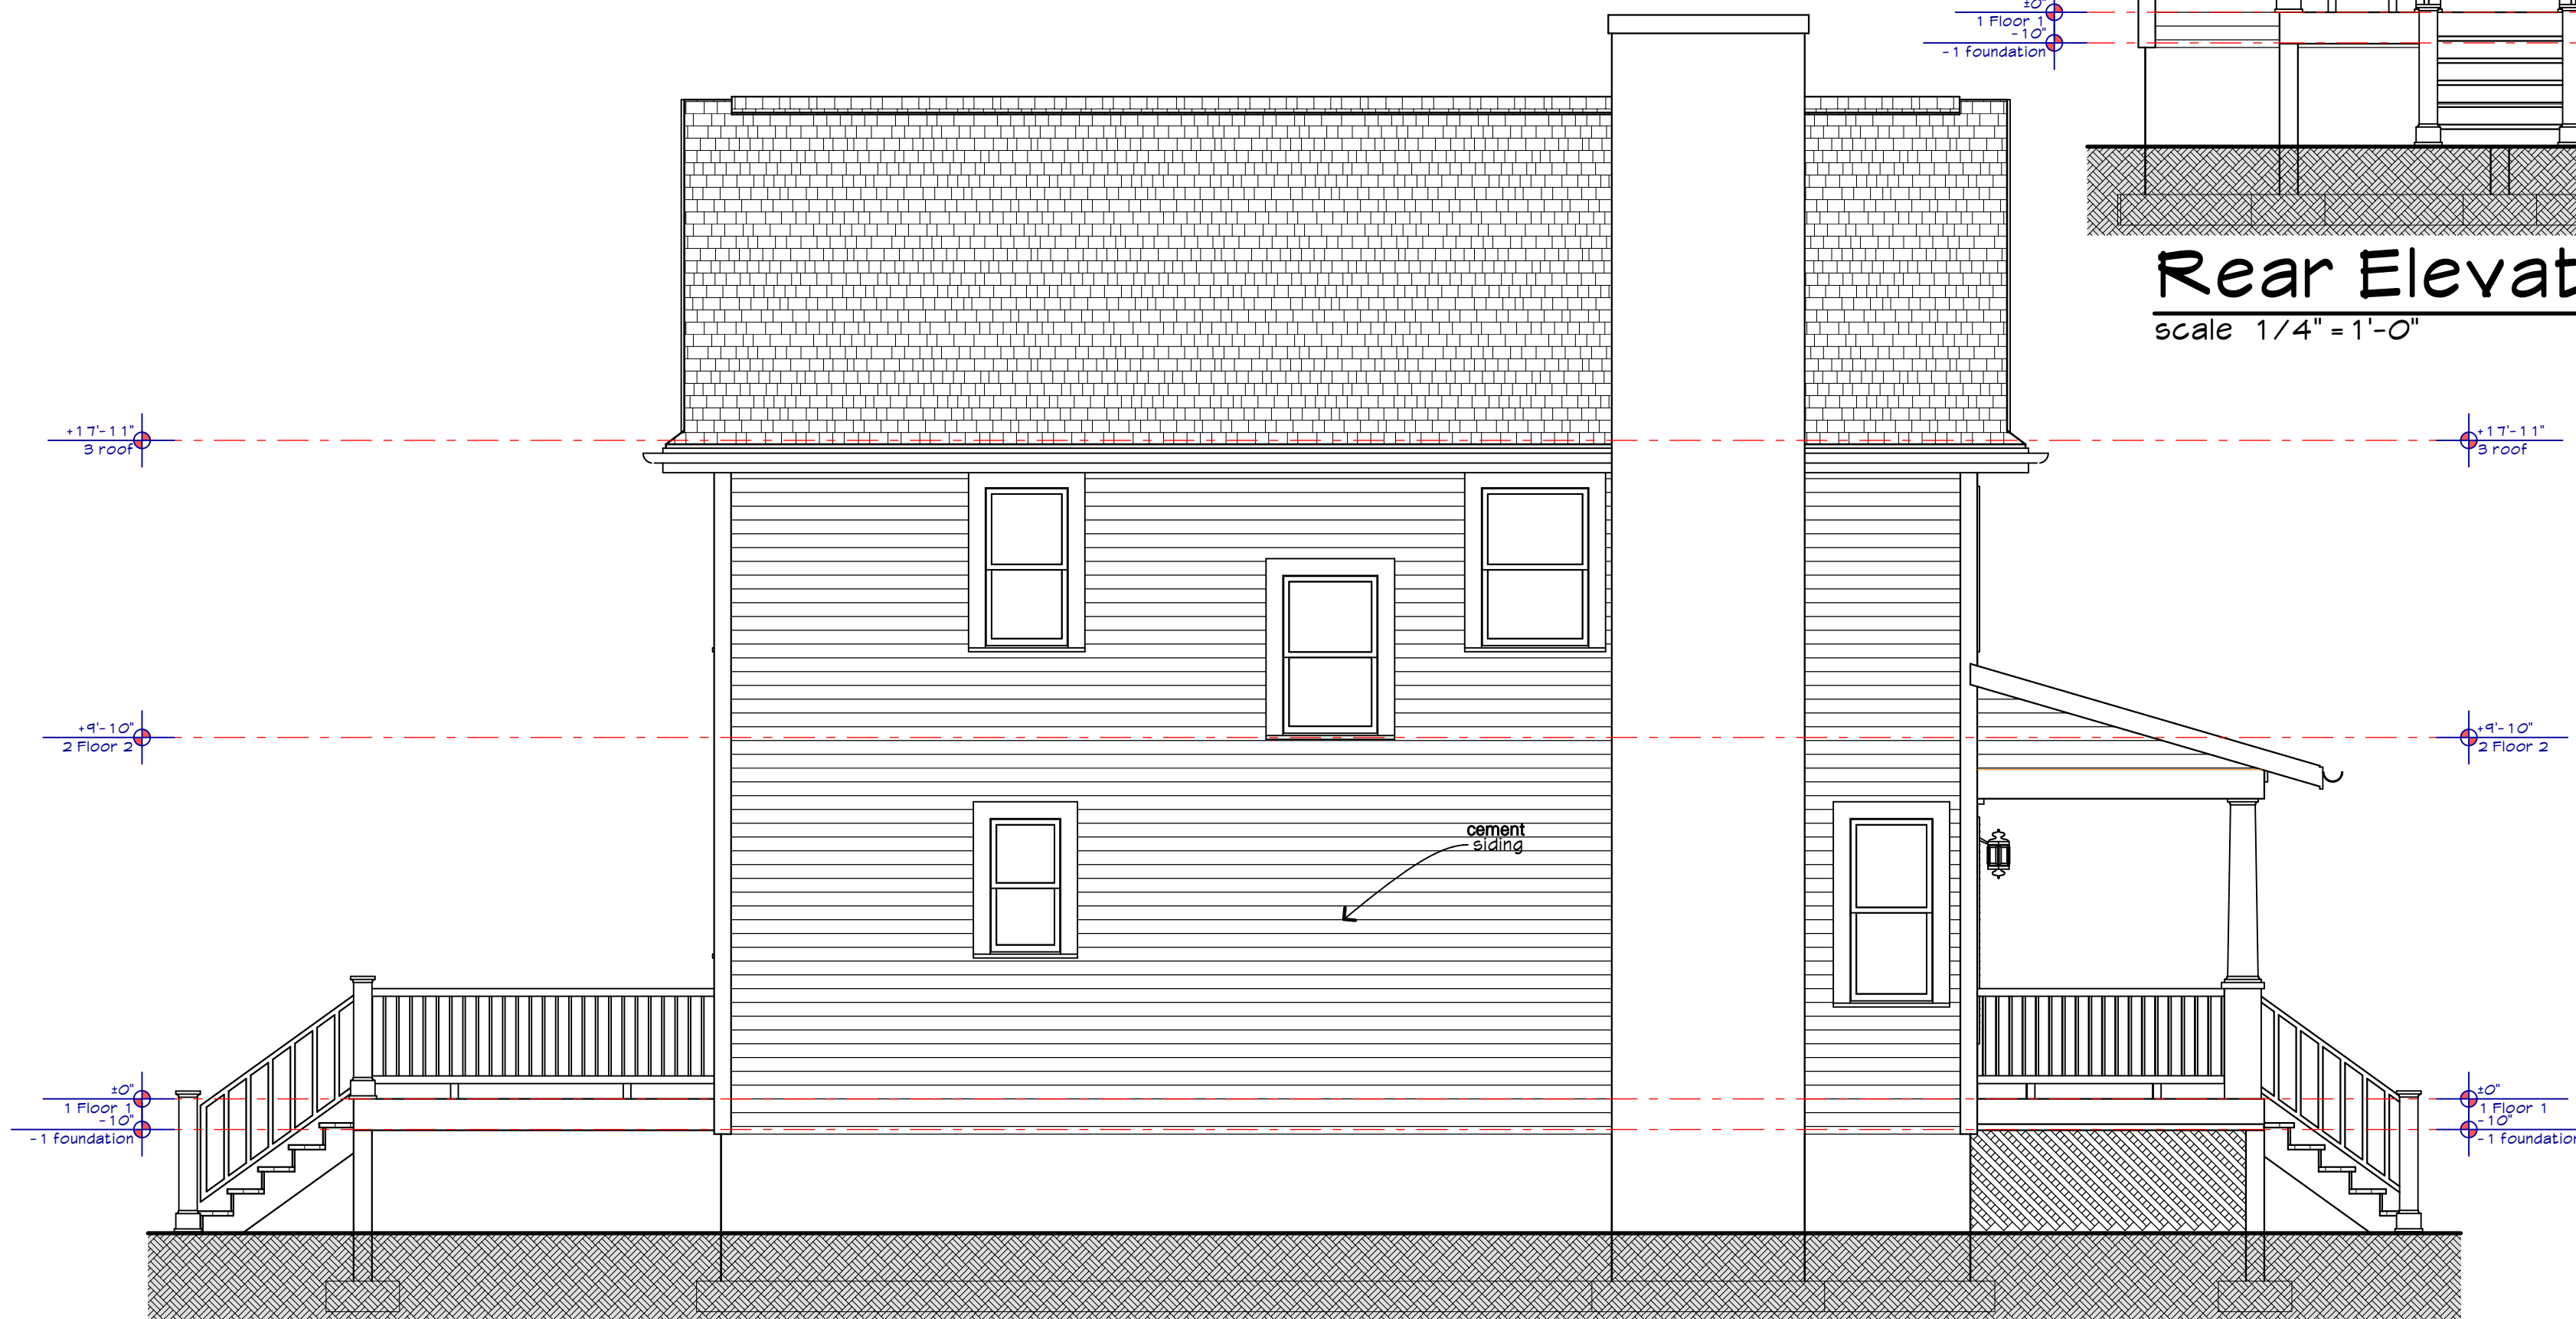 ±0"
1 Floor 1
-10"
-1 foundation
Rear Elevat
scale 1/4" = 1'-0"
+17'-11"
3 roof
+17'-11"
3 roof
+9'-10"
2 Floor 2
+9'-10"
2 Floor 2
cement
siding
±0"
1 Floor 1
-10"
-1 foundation
±0"
1 Floor 1
-10"
-1 foundation